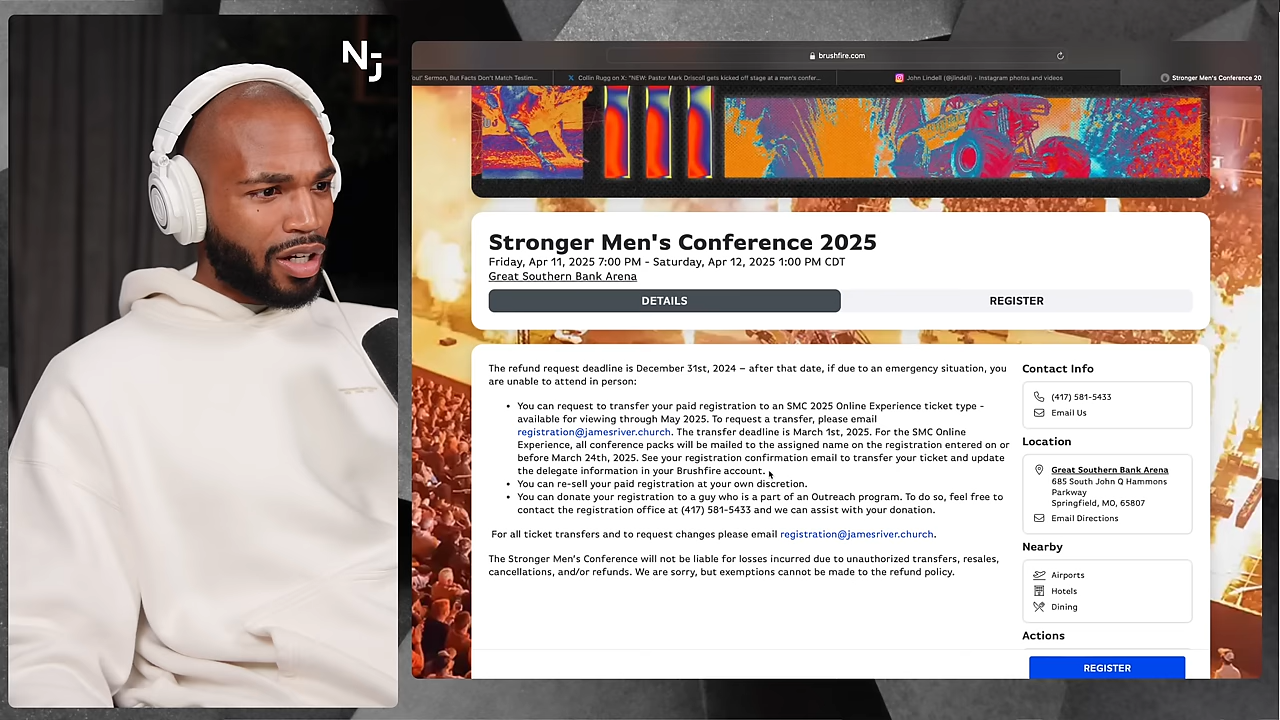 NJ
brushfire.com
ou!' Sermon, But Facts Don't Match Testim...
Collin Rugg on X: "NEW: Pastor Mark Driscoll gets kicked off stage at a men's confer...
John Lindell (@jlindell) • Instagram photos and videos
Stronger Men's Conference 20
Stronger Men's Conference 2025
Friday, Apr 11, 2025 7:00 PM - Saturday, Apr 12, 2025 1:00 PM CDT
Great Southern Bank Arena
DETAILS
REGISTER
The refund request deadline is December 31st, 2024 – after that date, if due to an emergency situation, you
are unable to attend in person:
• You can request to transfer your paid registration to an SMC 2025 Online Experience ticket type -
available for viewing through May 2025. To request a transfer, please email
registration@jamesriver.church. The transfer deadline is March 1st, 2025. For the SMC Online
Experience, all conference packs will be mailed to the assigned name on the registration entered on or
before March 24th, 2025. See your registration confirmation email to transfer your ticket and update
the delegate information in your Brushfire account.
• You can re-sell your paid registration at your own discretion.
• You can donate your registration to a guy who is a part of an Outreach program. To do so, feel free to
contact the registration office at (417) 581-5433 and we can assist with your donation.
For all ticket transfers and to request changes please email registration@jamesriver.church.
The Stronger Men's Conference will not be liable for losses incurred due to unauthorized transfers, resales,
cancellations, and/or refunds. We are sorry, but exemptions cannot be made to the refund policy.
Contact Info
(417) 581-5433
Email Us
Location
Great Southern Bank Arena
685 South John Q Hammons
Parkway
Springfield, MO, 65807
Email Directions
Nearby
Airports
Hotels
Dining
Actions
REGISTER